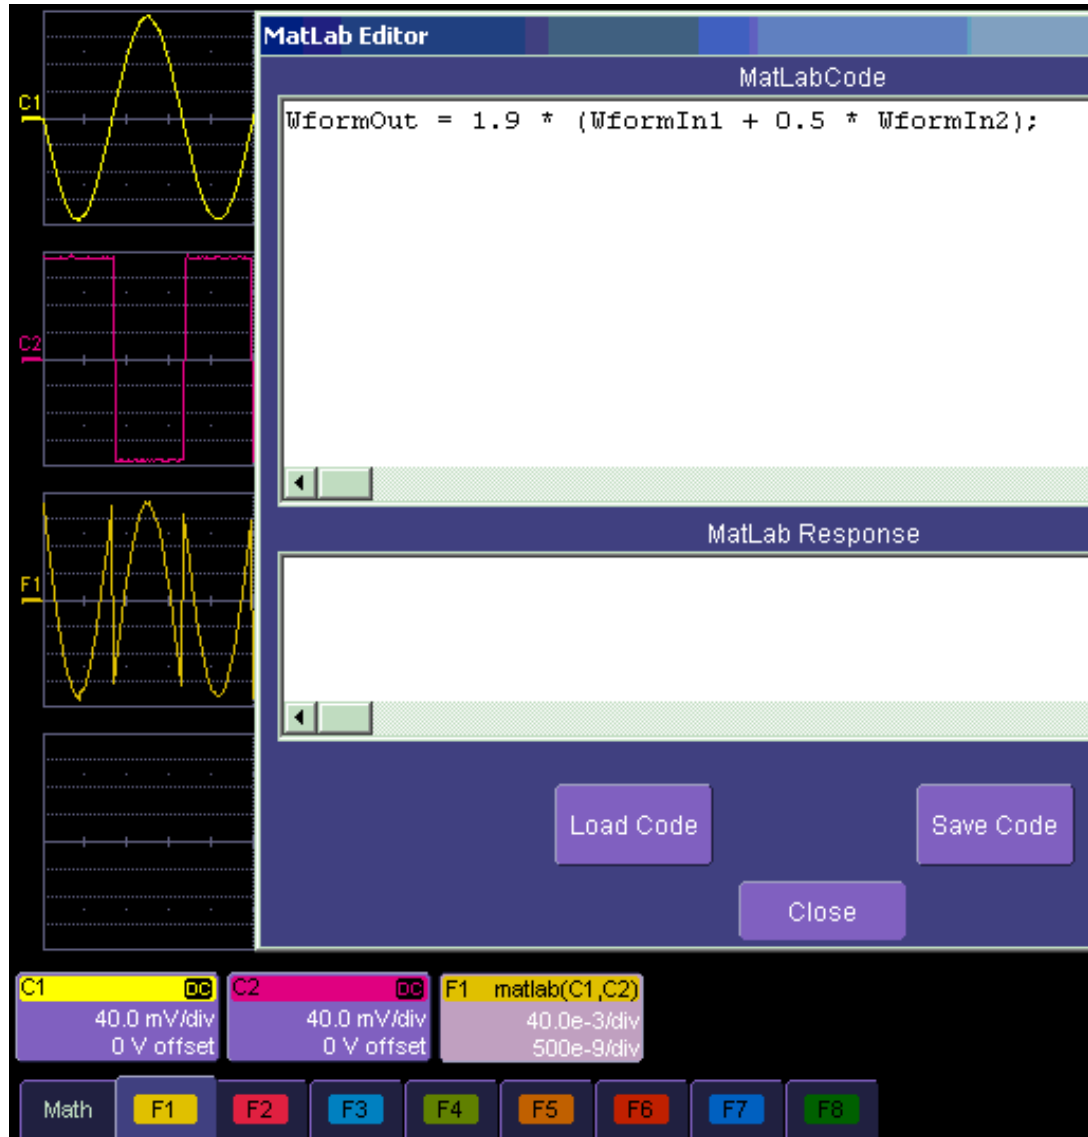 MatLab Editor
MatLabCode
C1
WformOut = 1.9 * (WformIn1 + 0.5 * WformIn2);
C2
MatLab Response
F1
Load Code
Save Code
Close
C1 DC
40.0 mV/div
0 V offset
C2 DC
40.0 mV/div
0 V offset
F1 matlab(C1,C2)
40.0e-3/div
500e-9/div
Math F1 F2 F3 F4 F5 F6 F7 F8